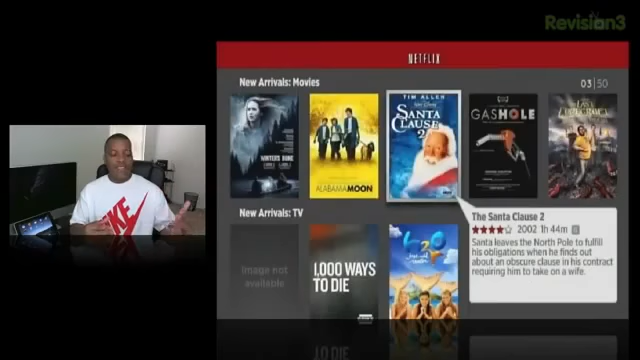 Revision3
NETFLIX
New Arrivals: Movies
03|50
WINTER'S BONE
ALABAMA MOON
TIM ALLEN
SANTA
CLAUSE
2
GASHOLE
NIKE
New Arrivals: TV
Image not
available
1,000 WAYS
TO DIE
h2o
The Santa Clause 2
2002 1h 44m G
Santa leaves the North Pole to fulfill
his obligations when he finds out
about an obscure clause in his contract
requiring him to take on a wife.